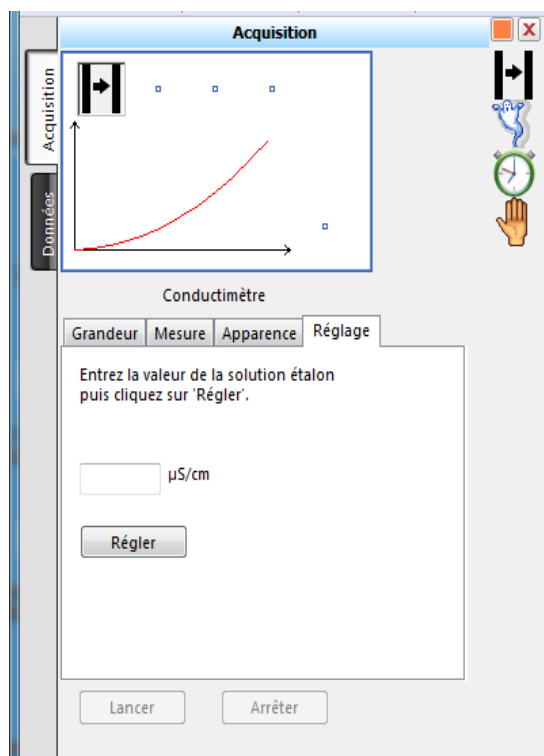 Acquisition
Acquisition
Données
Conductimètre
Grandeur Mesure Apparence Réglage
Entrez la valeur de la solution étalon
puis cliquez sur 'Régler'.
µS/cm
Régler
Lancer Arrêter